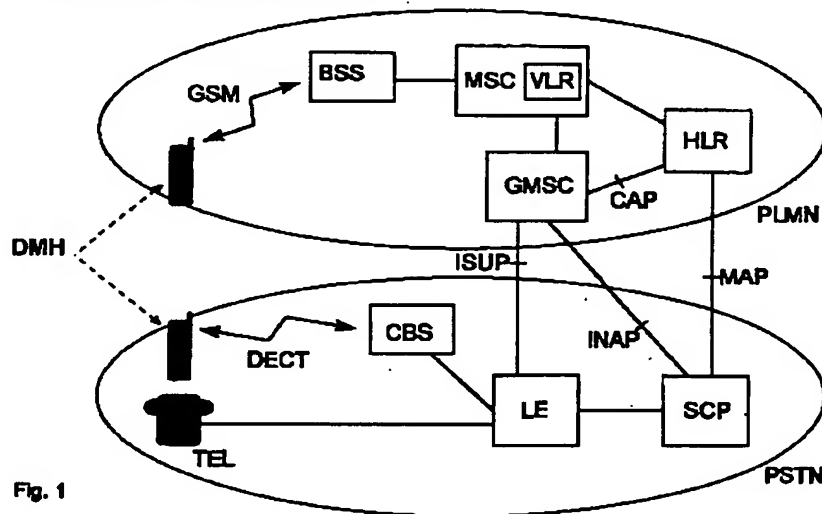 BSS
MSC VLR
GSM
HLR
GMSC
CAP
PLMN
DMH
ISUP
MAP
CBS
INAP
DECT
LE
SCP
TEL
PSTN
Fig. 1